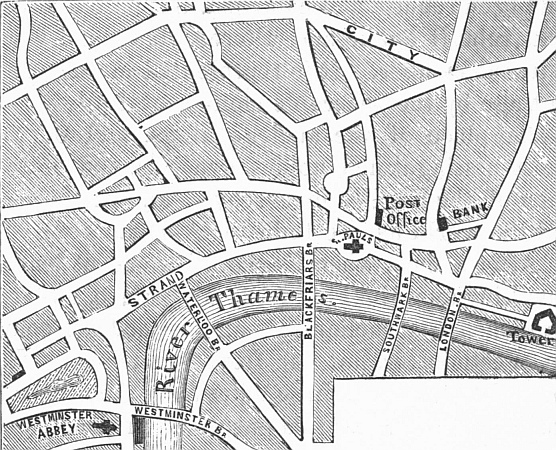 CITY
Post
Office
BANK
St. PAULS
STRAND
WATERLOO Br
River Thames.
BLACKFRIARS Br
SOUTHWARK Br
LONDON Br
Tower
WESTMINSTER
ABBEY
WESTMINSTER Br